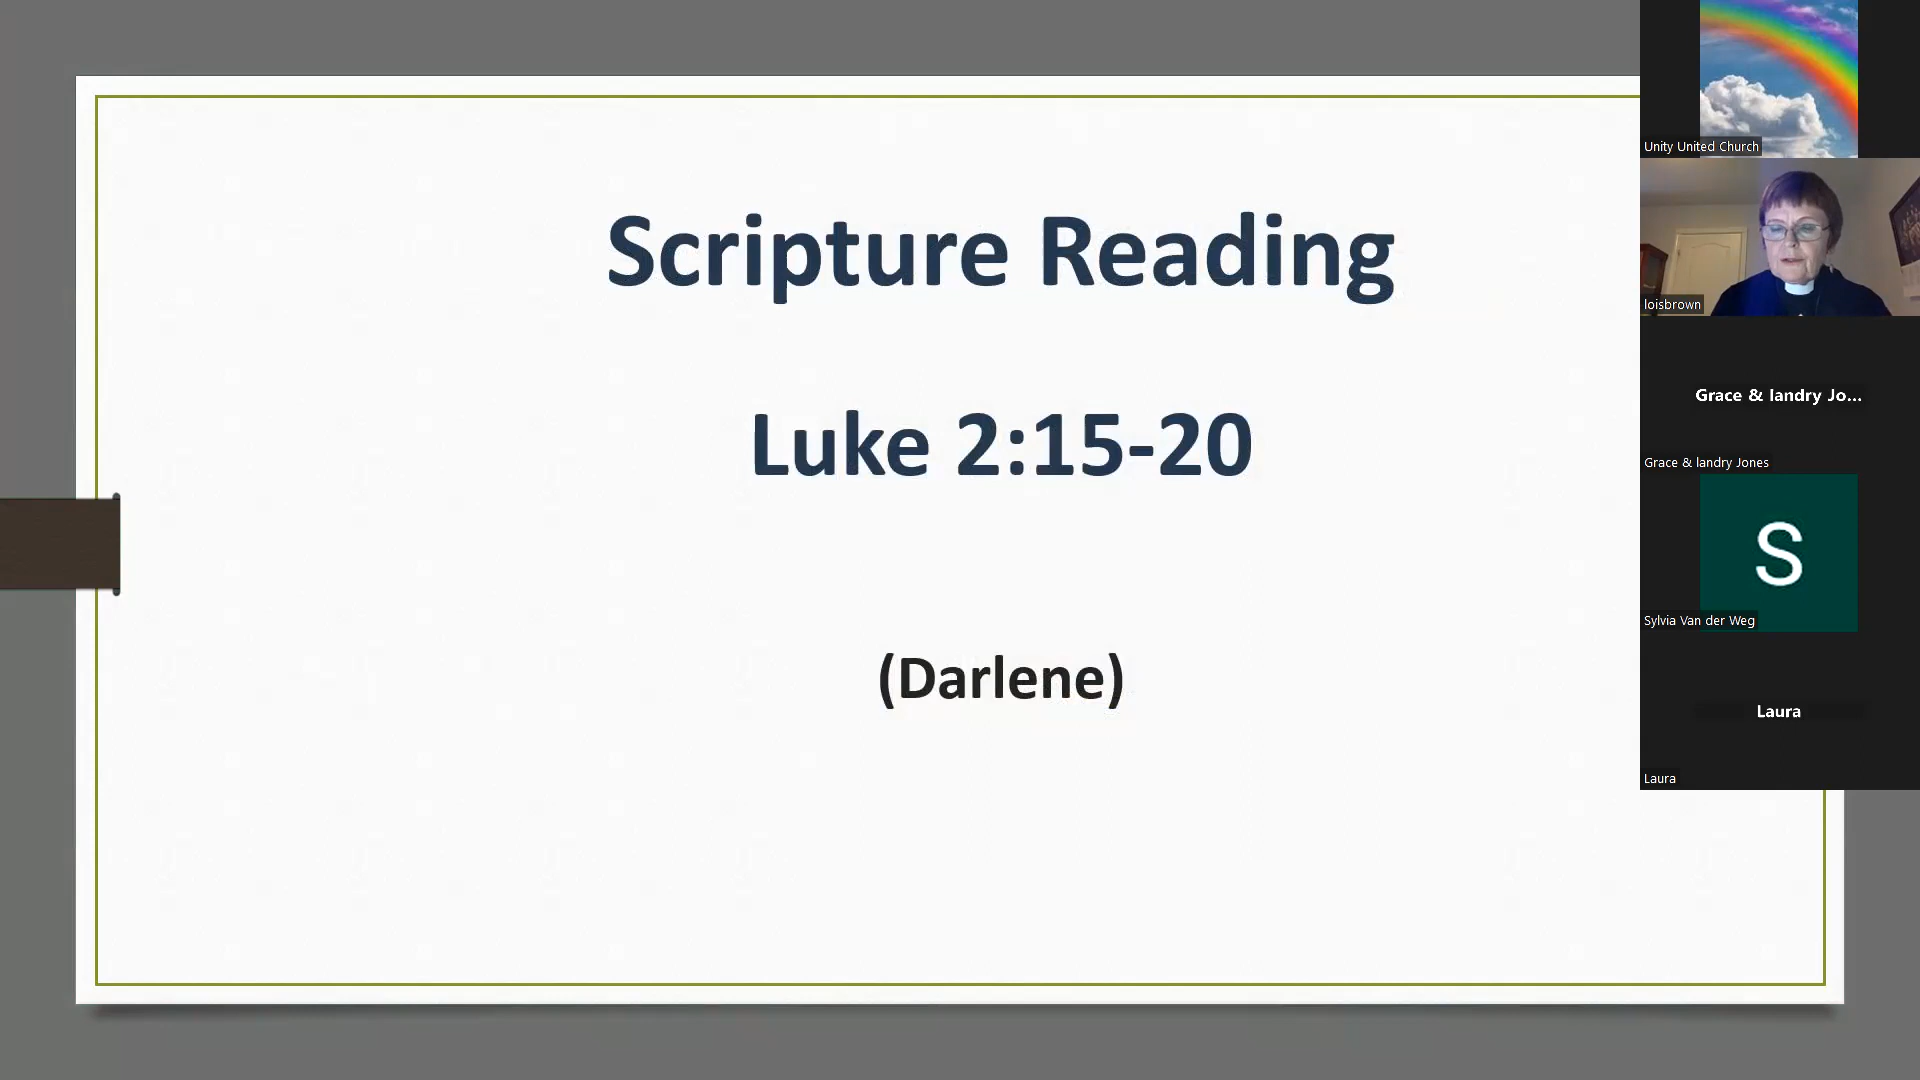 Scripture Reading
Luke 2:15-20
(Darlene)
Unity United Church
loisbrown
Grace & landry Jo...
Grace & landry Jones
S
Sylvia Van der Weg
Laura
Laura